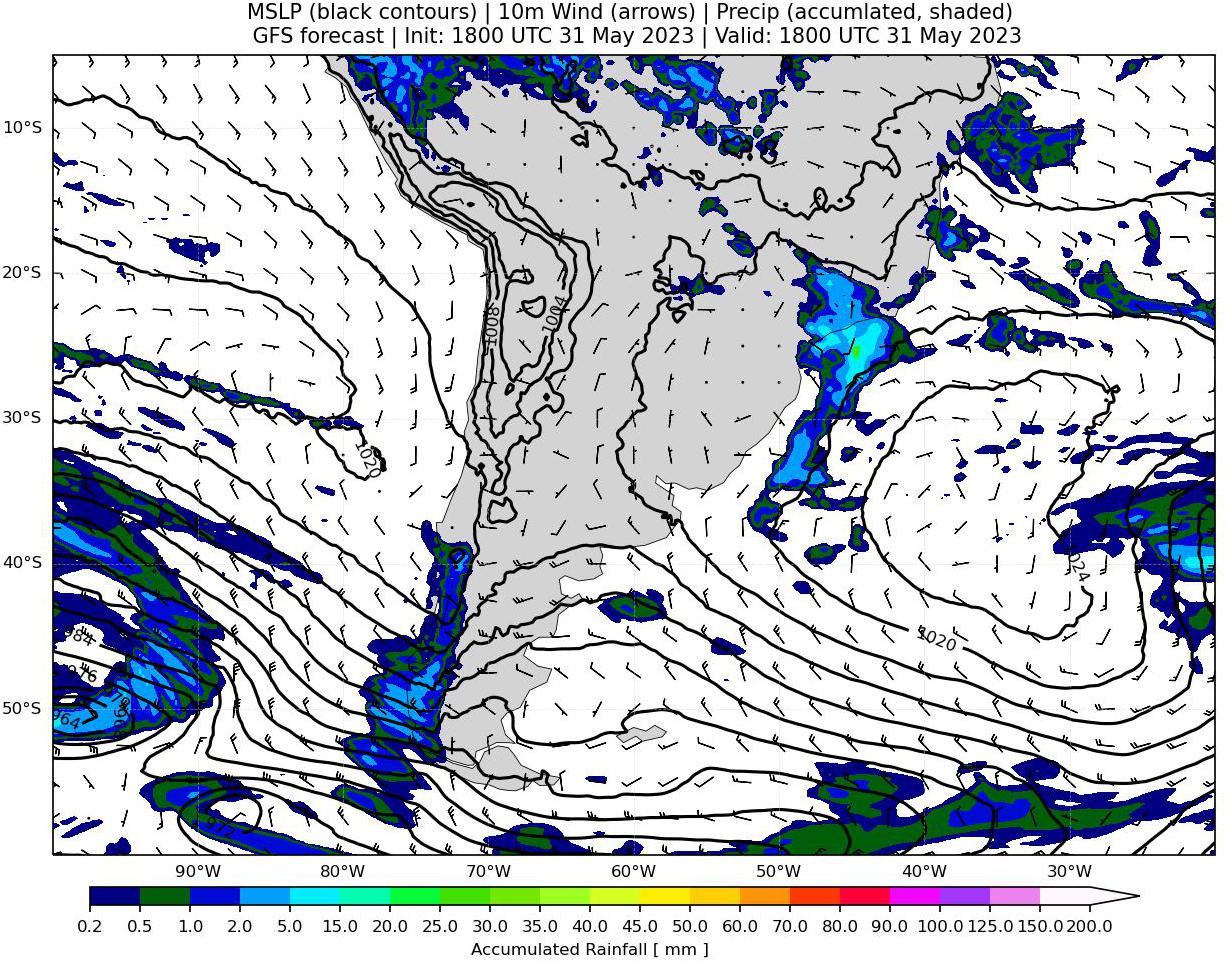 MSLP (black contours) | 10m Wind (arrows) | Precip (accumlated, shaded)
GFS forecast | Init: 1800 UTC 31 May 2023 | Valid: 1800 UTC 31 May 2023
10°S
20°S
1008
1004
30°S
1020
40°S
1024
984
1020
976
50°S
964
972
90°W 80°W 70°W 60°W 50°W 40°W 30°W
0.2 0.5 1.0 2.0 5.0 10.0 15.0 20.0 25.0 30.0 35.0 40.0 45.0 50.0 60.0 70.0 80.0 90.0 100.0 125.0 150.0 200.0
Accumulated Rainfall [ mm ]